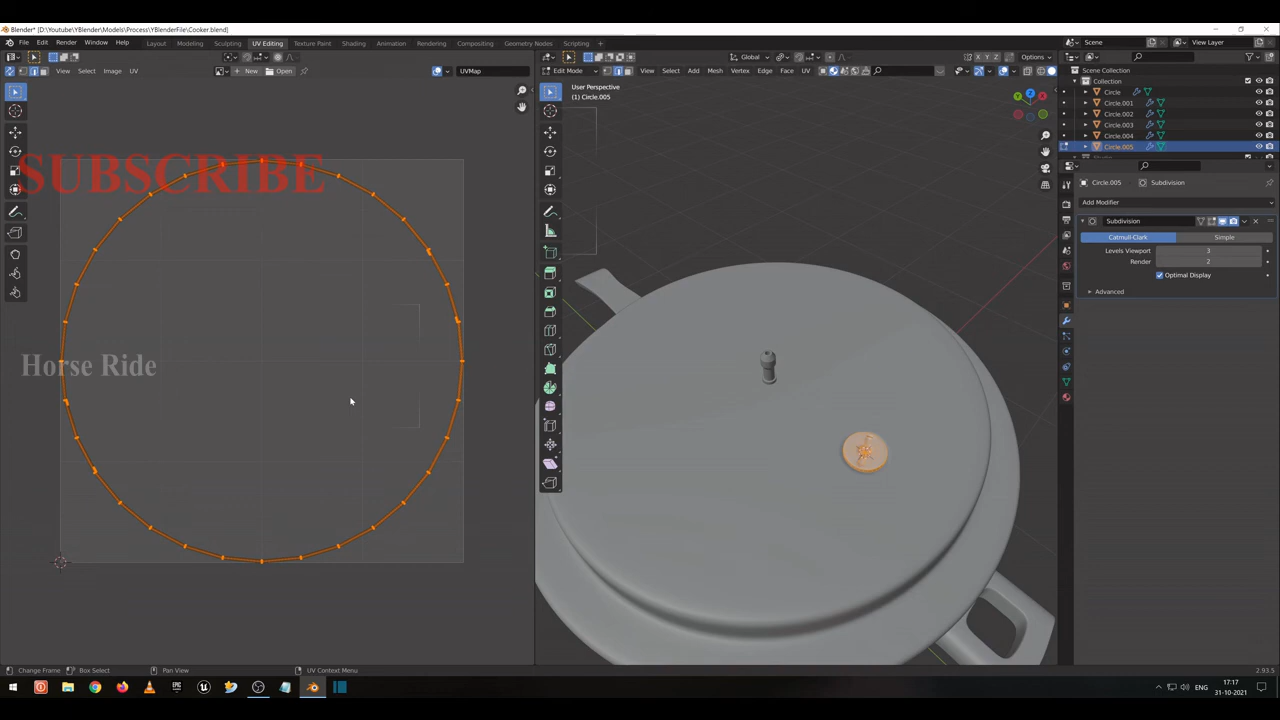 Blender* [D:\Youtube\YBlender\Models\Process\YBlenderFile\Cooker.blend]
File Edit Render Window Help Layout Modeling Sculpting UV Editing Texture Paint Shading Animation Rendering Compositing Geometry Nodes Scripting +
Scene View Layer
Global Options
View Select Image UV New Open UVMap
Edit Mode View Select Add Mesh Vertex Edge Face UV
X Y Z
User Perspective
(1) Circle.005
Scene Collection
Collection
Circle
Circle.001
Circle.002
Circle.003
Circle.004
Circle.005
Circle.005 Subdivision
Add Modifier
Subdivision
Catmull-Clark Simple
Levels Viewport 3
Render 2
Optimal Display
Advanced
SUBSCRIBE
Horse Ride
Change Frame Box Select Pan View UV Context Menu 2.93.5
ENG
17:17
31-10-2021